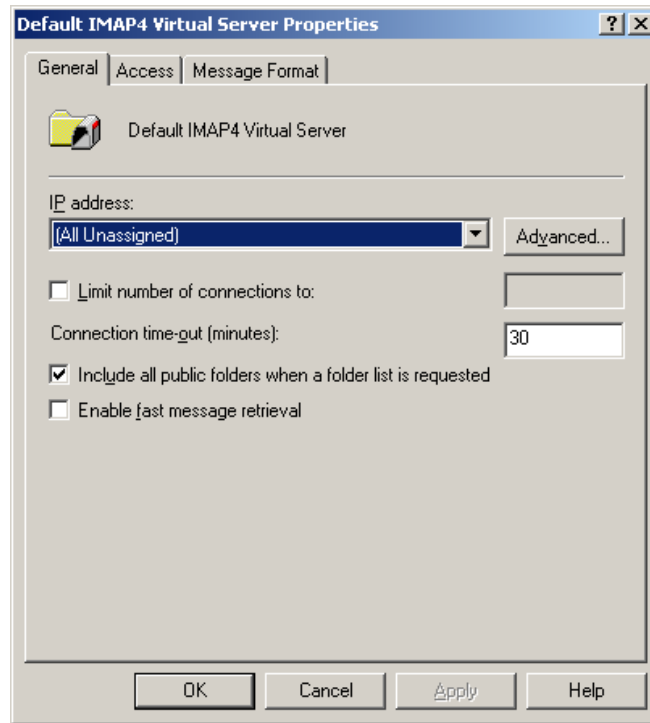 Default IMAP4 Virtual Server Properties
General Access Message Format
Default IMAP4 Virtual Server
IP address:
(All Unassigned) Advanced...
Limit number of connections to:
Connection time-out (minutes): 30
Include all public folders when a folder list is requested
Enable fast message retrieval
OK Cancel Apply Help